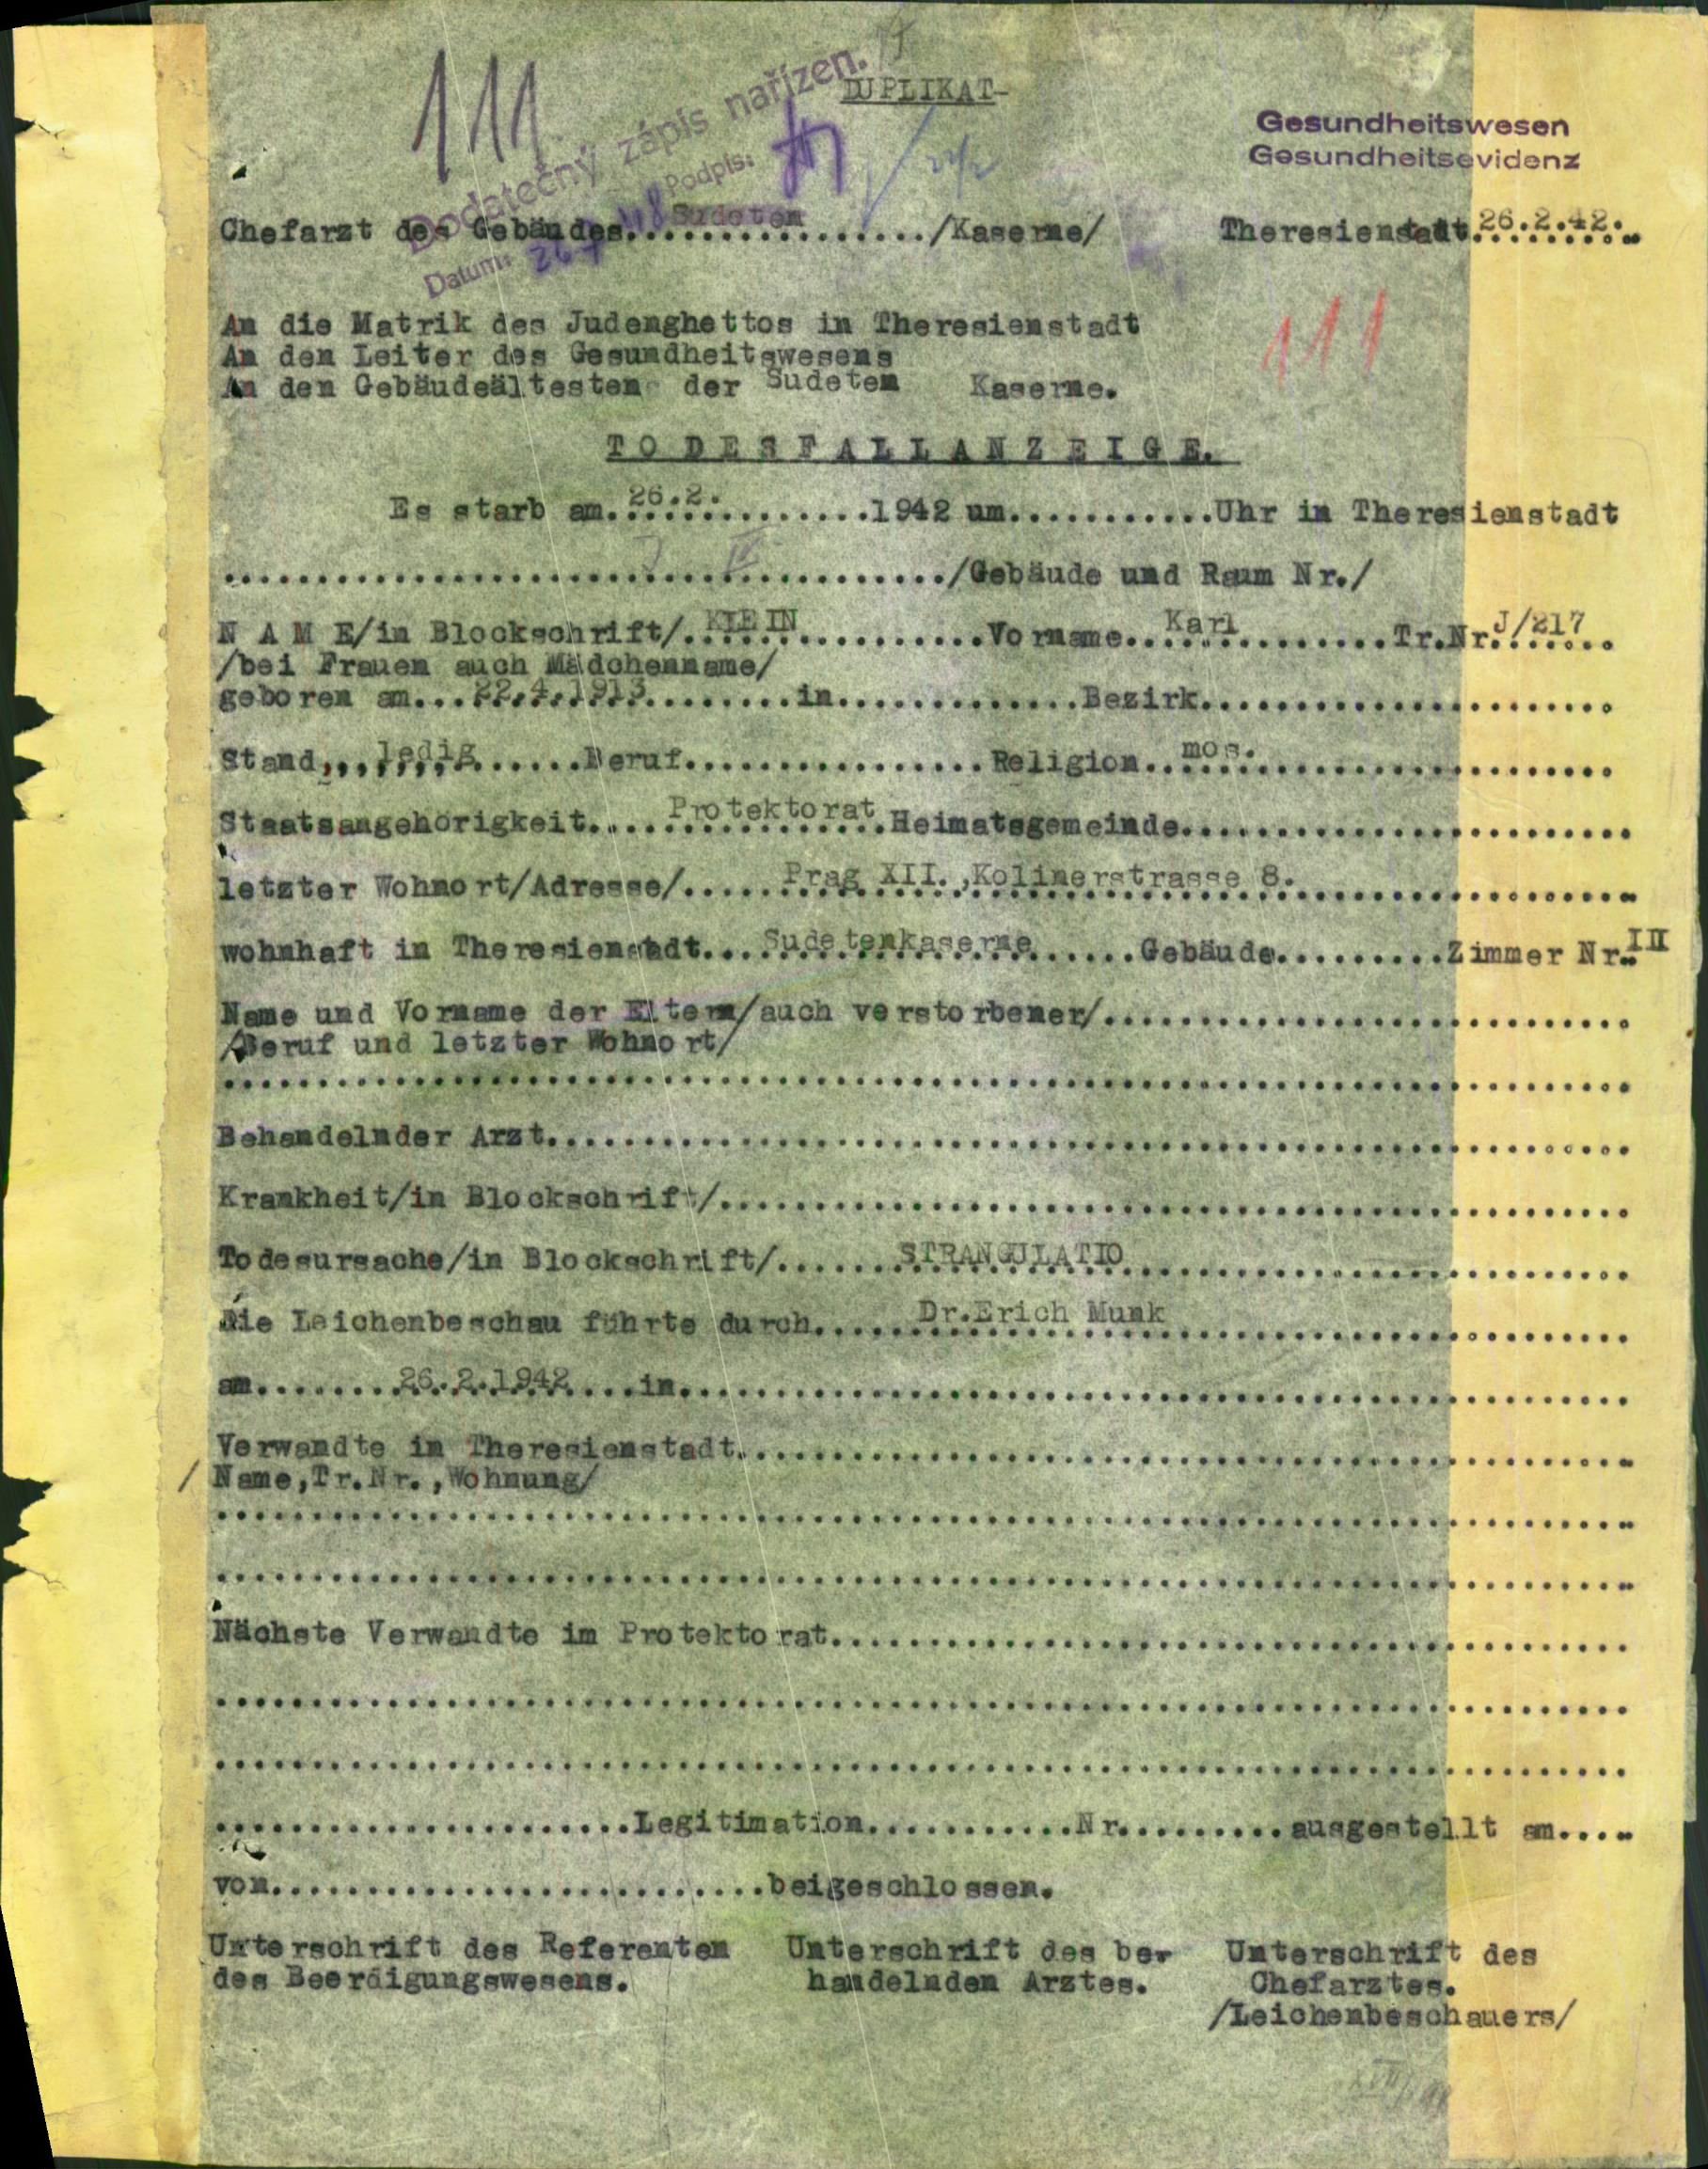 111
Dodatečný zápis nařízen.
DUPLIKAT-
Gesundheitswesen
Gesundheitsevidenz
Podpis:
Datum:
Chefarzt des Gebäudes....Sudeten..../Kaserne/ Theresienstadt 26.2.42.
An die Matrik des Judenghettos in Theresienstadt
An den Leiter des Gesundheitswesens
An den Gebäudeältesten der Sudeten Kaserne.
111
TODESFALLANZEIGE.
Es starb am..26.2.............1942 um............Uhr in Theresienstadt
......................................../Gebäude und Raum Nr./
N A M E/in Blockschrift/..KLEIN............Vorname..Karl..........Tr.Nr.J/217
/bei Frauen auch Mädchenname/
geboren am...22.4.1913.........in..............Bezirk.......................
Stand....ledig......Beruf.................Religion..mos....................
Staatsangehörigkeit.....Protektorat.Heimatsgemeinde.........................
letzter Wohnort/Adresse/......Prag XII.,Kolinerstrasse 8...................
wohnhaft in Theresienstadt...Sudetenkaserne......Gebäude..........Zimmer Nr.III
Name und Vorname der Eltern/auch verstorbener/.............................
/Beruf und letzter Wohnort/
............................................................................
Behandelnder Arzt...........................................................
Krankheit/in Blockschrift/..................................................
Todesursache/in Blockschrift/.......STRANGULATIO............................
Die Leichenbeschau führte durch......Dr.Erich Munk..........................
am........26.2.1942....in...................................................
Verwandte in Theresienstadt.................................................
/Name,Tr.Nr.,Wohnung/
............................................................................
............................................................................
Nächste Verwandte im Protektorat............................................
............................................................................
............................................................................
.......................Legitimation............Nr..........ausgestellt am.....
von...........................beigeschlossen.
Unterschrift des Referenten Unterschrift des be- Unterschrift des
des Beerdigungswesens. handelnden Arztes. Chefarztes.
/Leichenbeschauers/